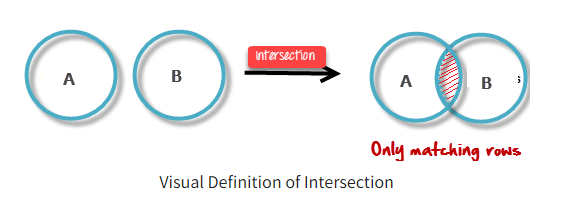 Intersection
A
B
A
B
s
Only matching rows
Visual Definition of Intersection